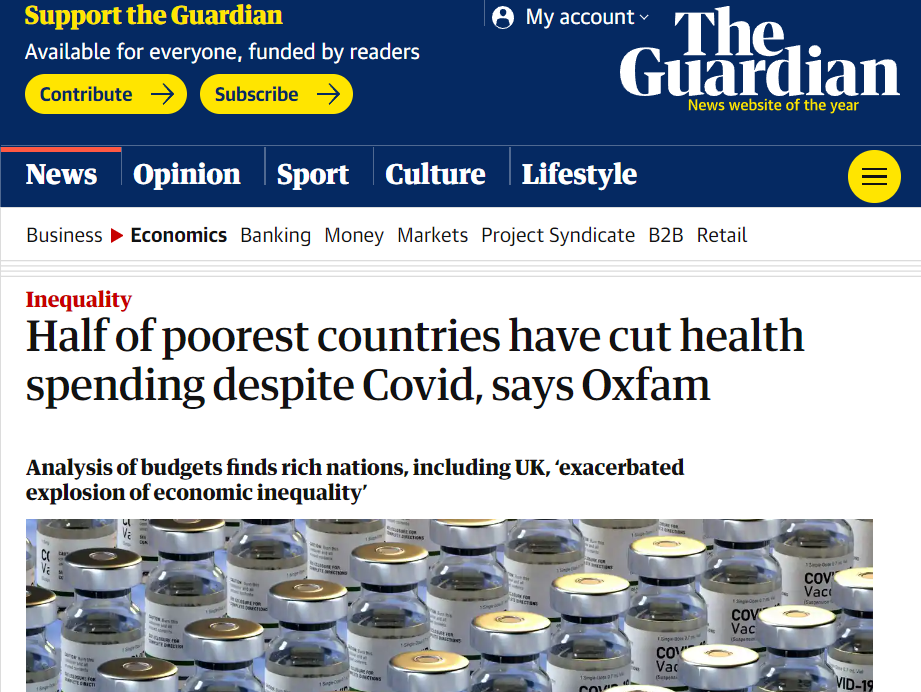 Support the Guardian
Available for everyone, funded by readers
Contribute
Subscribe
My account
The
Guardian
News website of the year
News
Opinion
Sport
Culture
Lifestyle
Business
Economics
Banking
Money
Markets
Project Syndicate
B2B
Retail
Inequality
Half of poorest countries have cut health
spending despite Covid, says Oxfam
Analysis of budgets finds rich nations, including UK, ‘exacerbated
explosion of economic inequality’